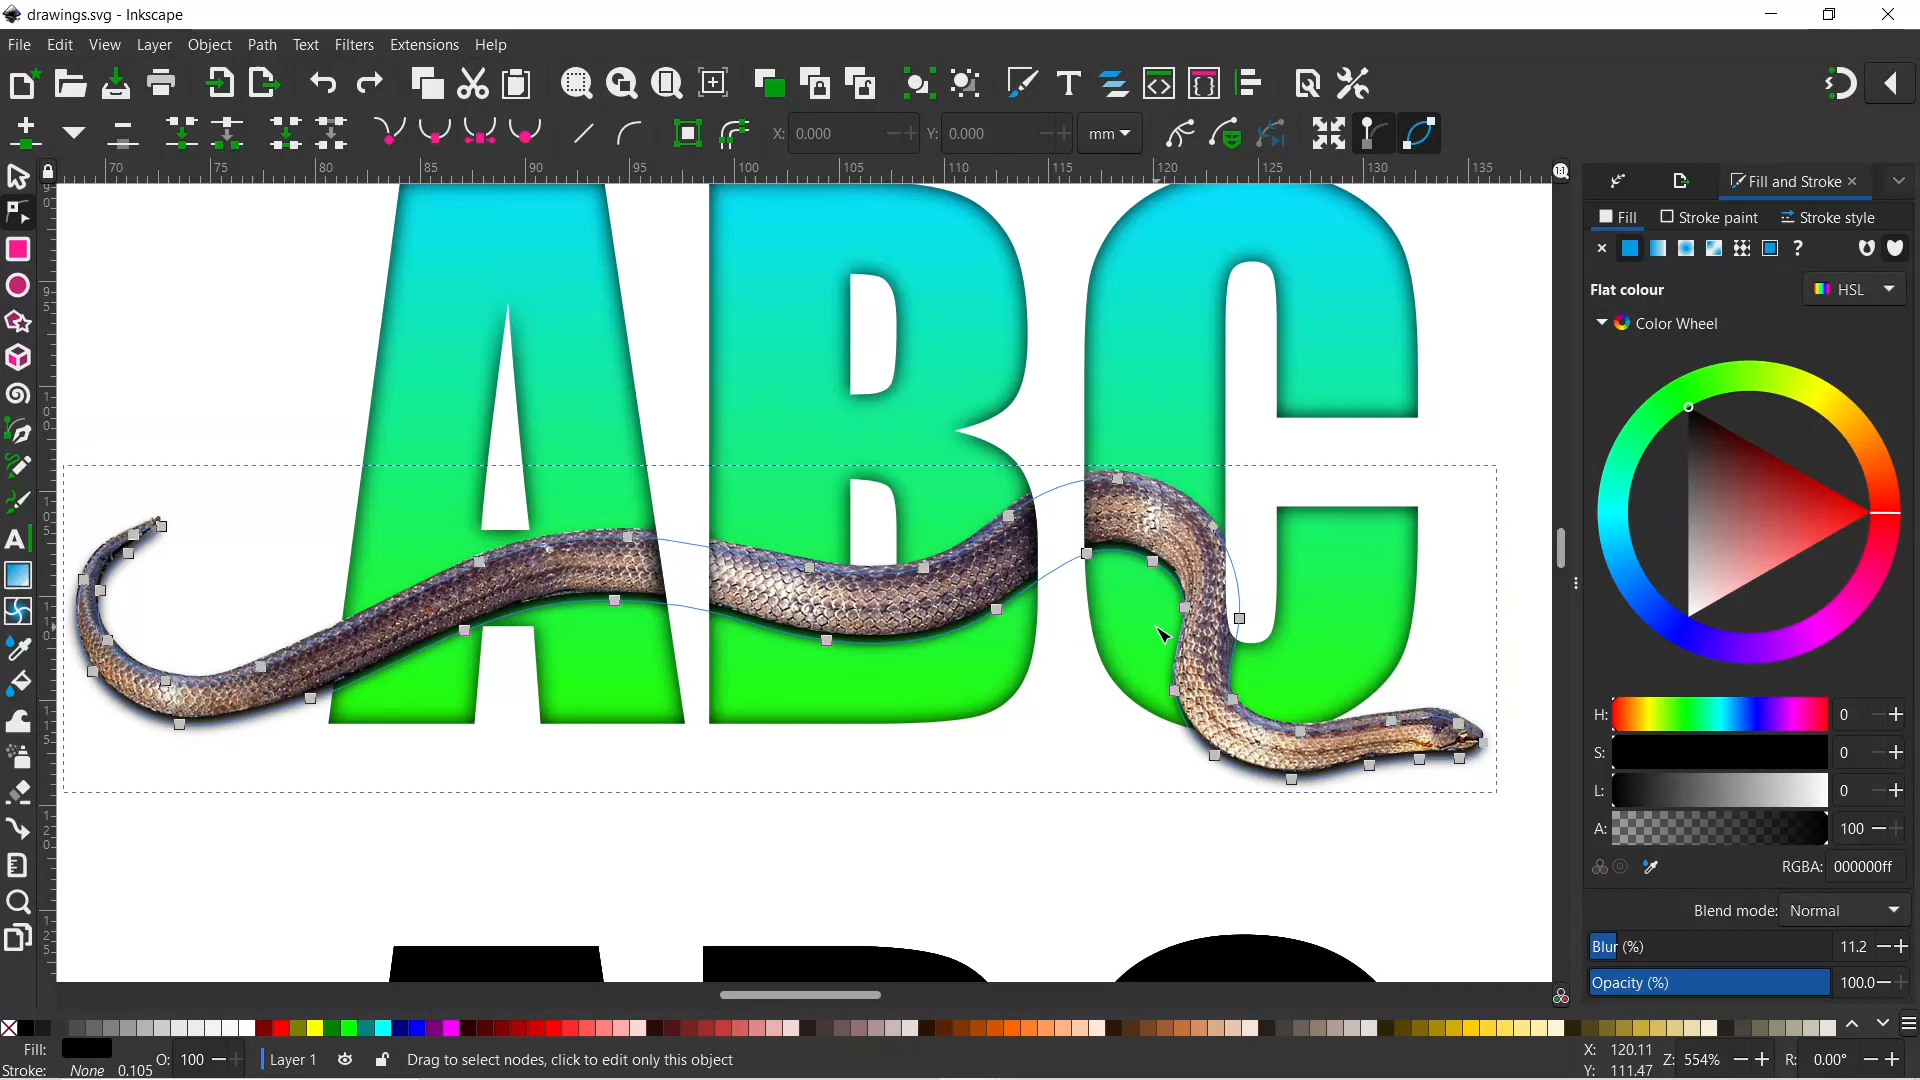 drawings.svg - Inkscape
File Edit View Layer Object Path Text Filters Extensions Help
X: 0.000 Y: 0.000 mm
70 75 80 85 90 95 100 105 110 115 120 125 130 135
Fill and Stroke
Fill Stroke paint Stroke style
?
Flat colour HSL
Color Wheel
ABC
H: 0
S: 0
L: 0
A: 100
RGBA: 000000ff
Blend mode: Normal
Blur (%) 11.2
Opacity (%) 100.0
Fill: O: 100 Layer 1 Drag to select nodes, click to edit only this object X: 120.11 Z: 554% R: 0.00°
Stroke: None 0.105 Y: 111.47